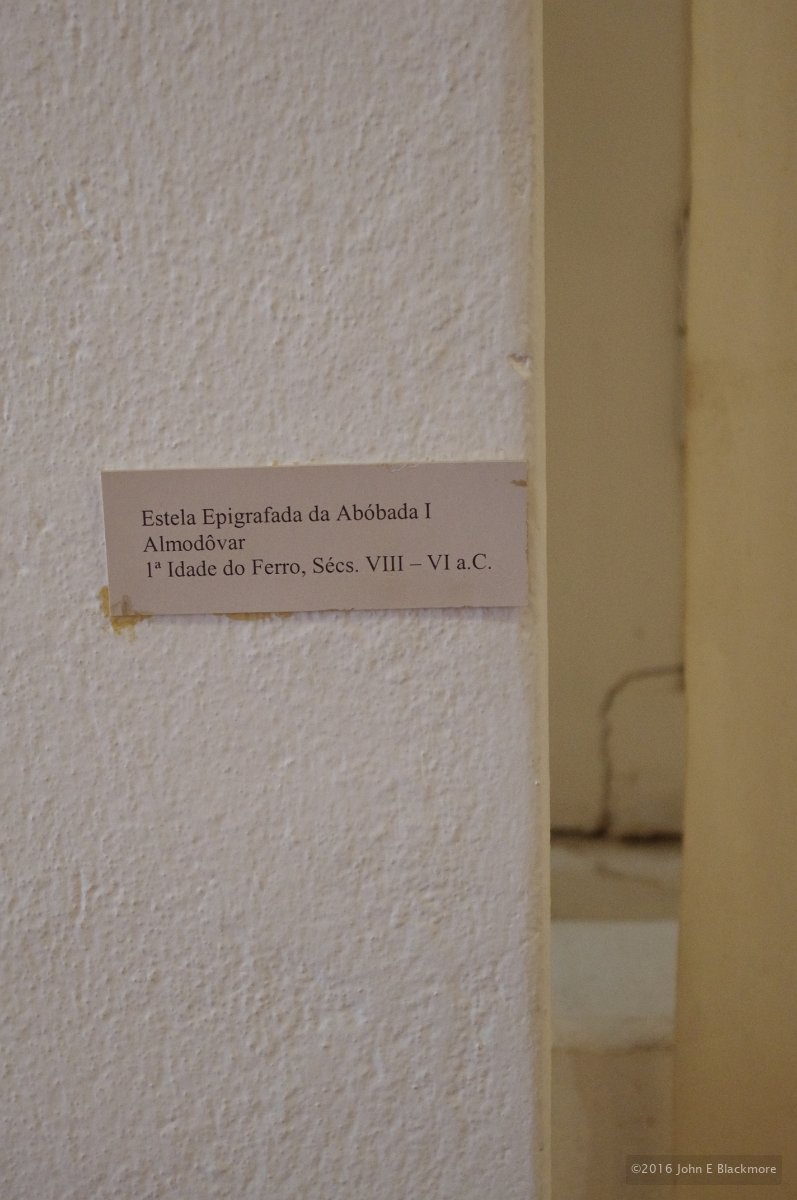 Estela Epigrafada da Abóbada I
Almodôvar
1ª Idade do Ferro, Sécs. VIII – VI a.C.
©2016 John E Blackmore